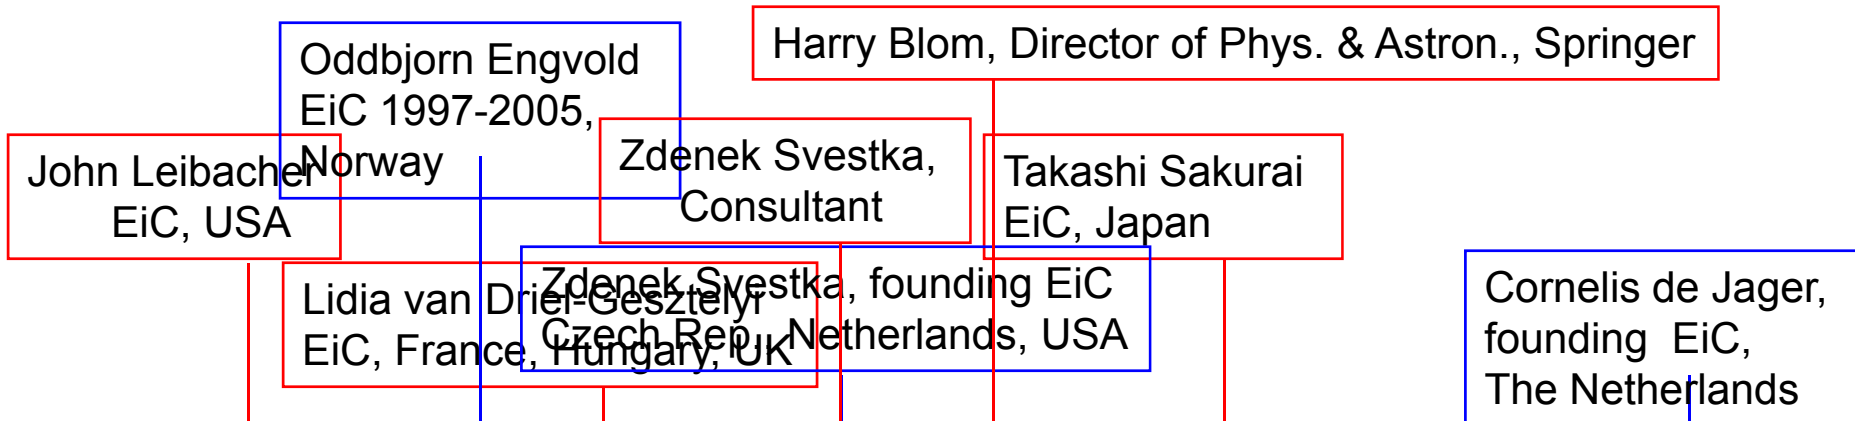 Harry Blom, Director of Phys. & Astron., Springer
Oddbjorn Engvold
EiC 1997-2005,
Norway
John Leibacher
EiC, USA
Zdenek Svestka,
Consultant
Takashi Sakurai
EiC, Japan
Lidia van Driel-Gesztelyi
EiC, France, Hungary, UK
Zdenek Svestka, founding EiC
Czech Rep., Netherlands, USA
Cornelis de Jager,
founding EiC,
The Netherlands